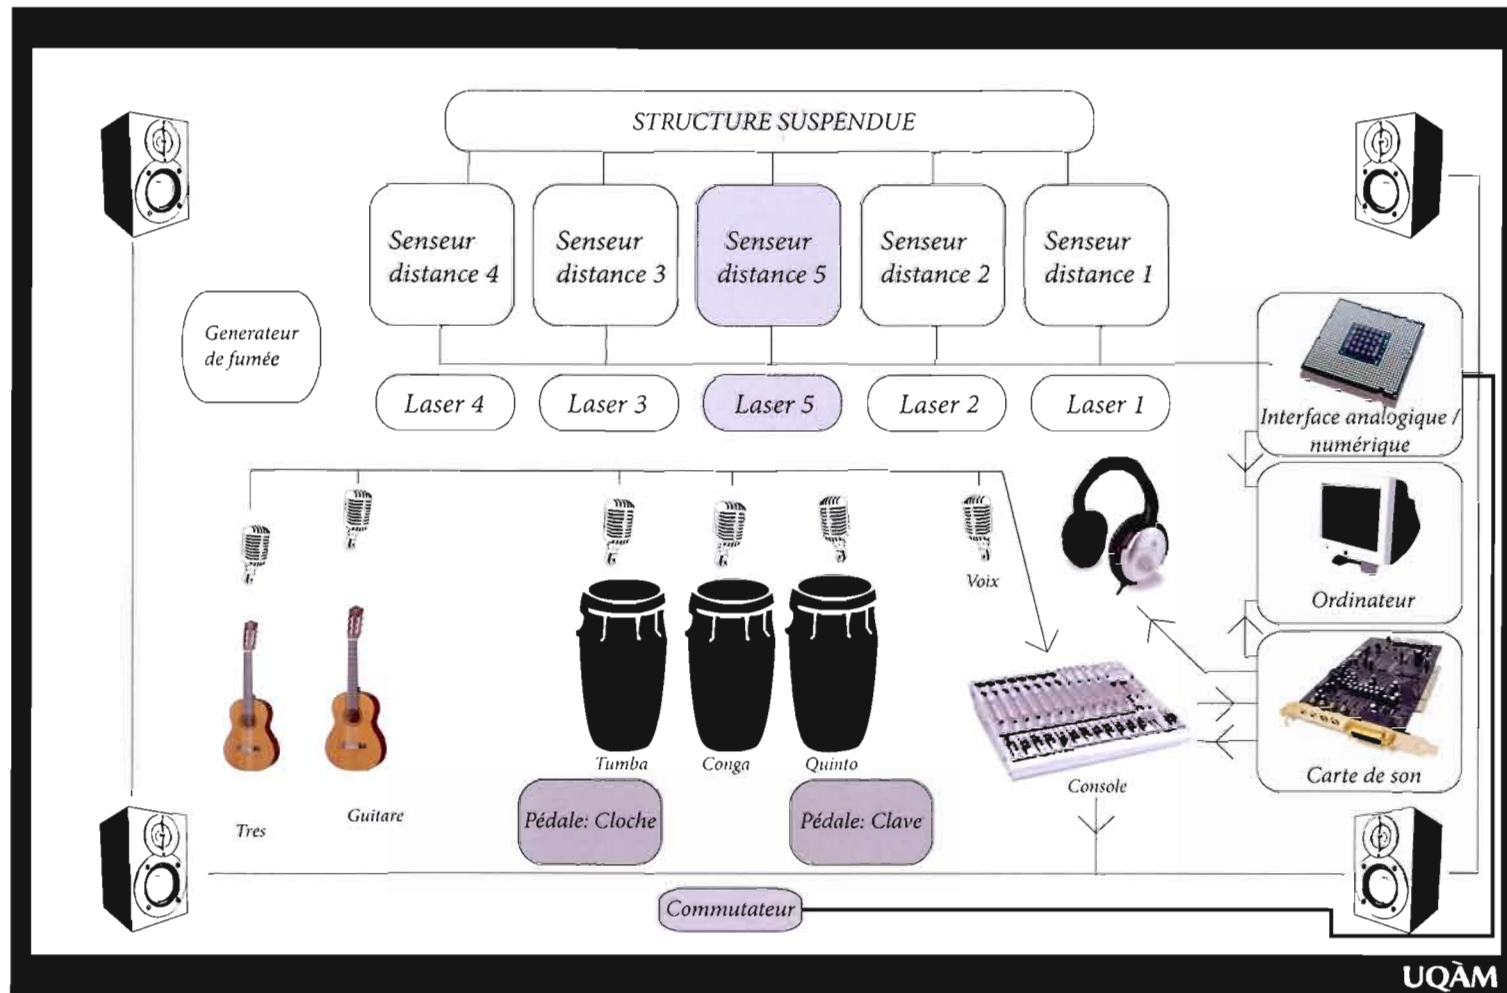 STRUCTURE SUSPENDUE
Senseur
distance 4
Senseur
distance 3
Senseur
distance 5
Senseur
distance 2
Senseur
distance 1
Generateur
de fumée
Laser 4
Laser 3
Laser 5
Laser 2
Laser 1
Interface analogique /
numérique
Ordinateur
Voix
Tumba
Conga
Quinto
Console
Carte de son
Tres
Guitare
Pédale: Cloche
Pédale: Clave
Commutateur
UQÀM